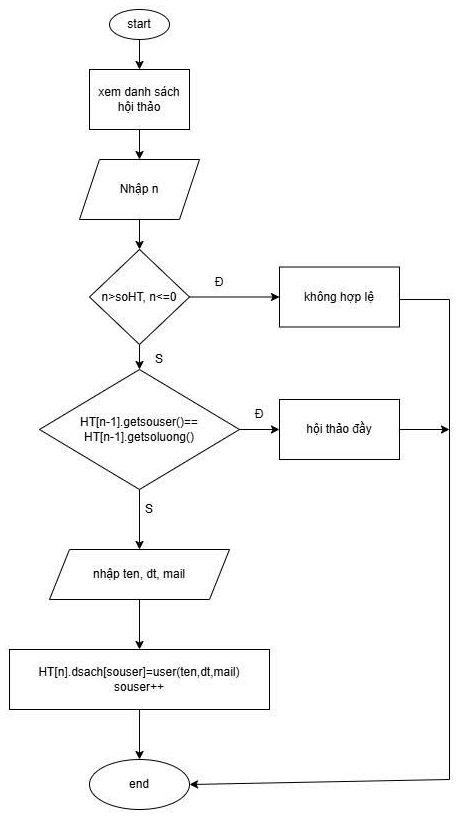 start
xem danh sách
hội thảo
Nhập n
n>soHT, n<=0
Đ
không hợp lệ
S
HT[n-1].getsouser()==
HT[n-1].getsoluong()
Đ
hội thảo đầy
S
nhập ten, dt, mail
HT[n].dsach[souser]=user(ten,dt,mail)
souser++
end